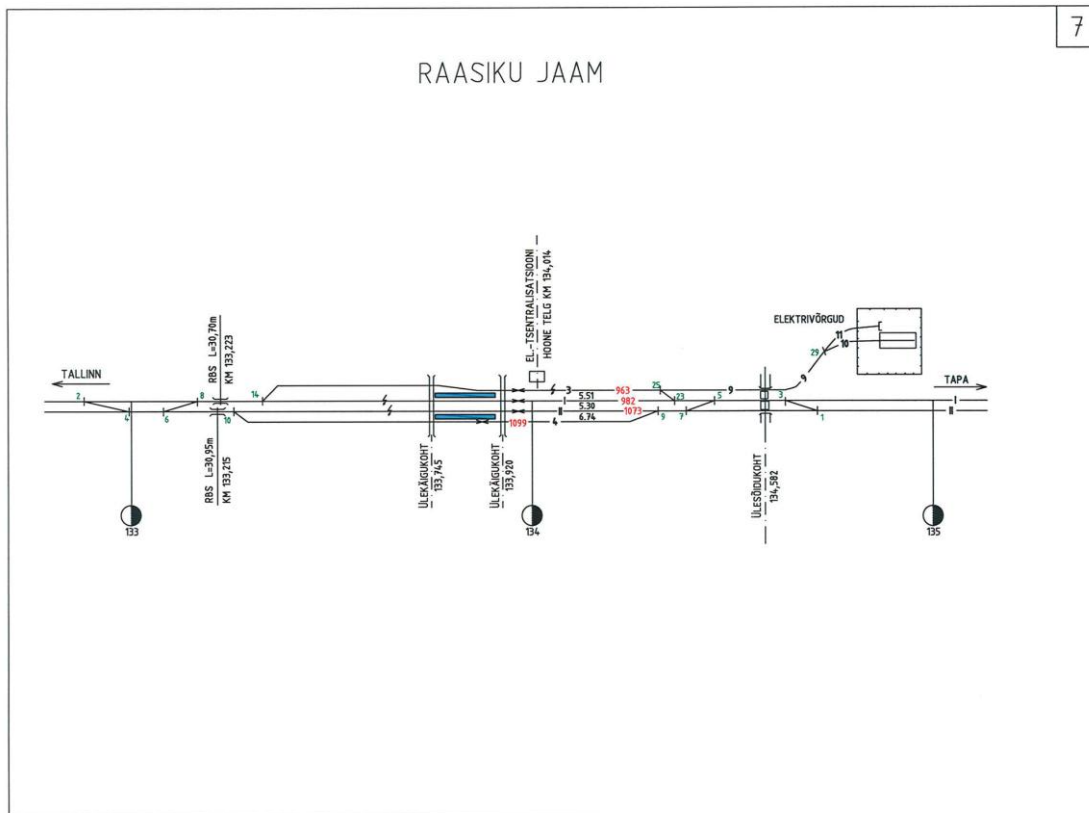 7
RAASIKU JAAM
RBS L=30,70m
KM 133,223
EL.-TSENTRALISATSIOONI
HOONE TELG KM 134,014
ELEKTRIVÕRGUD
11
10
29
9
TALLINN
TAPA
2
8
14
3
963
25
9
5.51
I
982
23
5
3
I
4
6
10
5.30
II
1073
9
7
1
II
6.74
1099
4
RBS L=30,95m
KM 133,215
ÜLEKÄIGUKOHT
133,745
ÜLEKÄIGUKOHT
133,920
ÜLESÕIDUKOHT
134,582
133
134
135